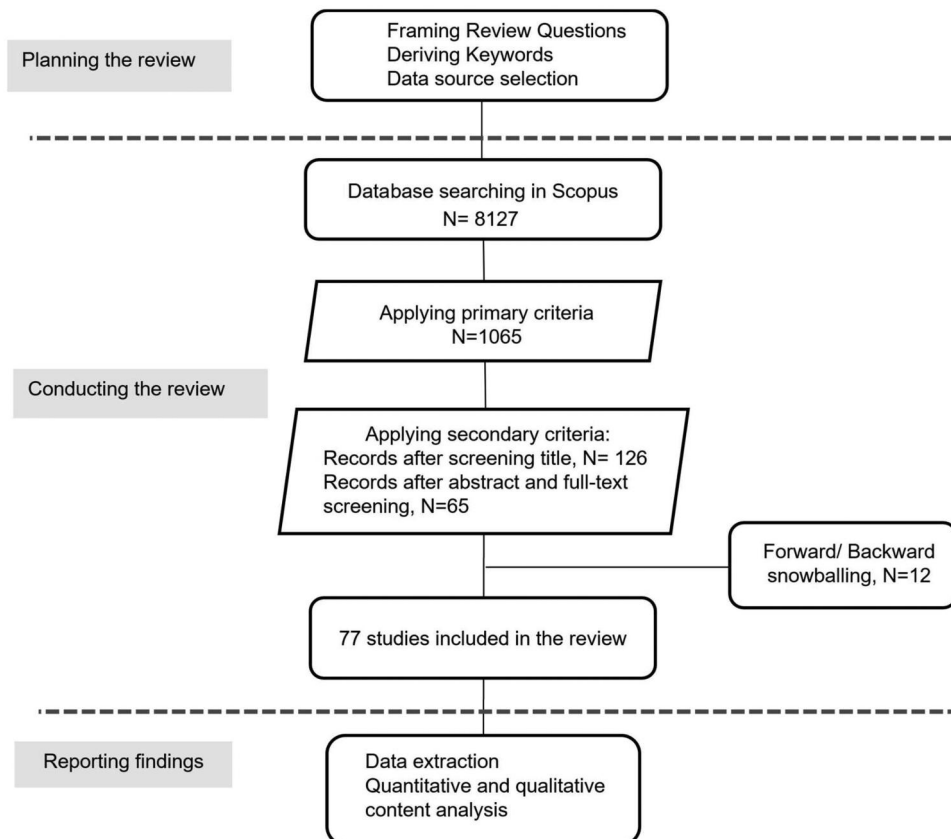 Framing Review Questions
Deriving Keywords
Data source selection
Planning the review
Database searching in Scopus
N= 8127
Applying primary criteria
N=1065
Conducting the review
Applying secondary criteria:
Records after screening title, N= 126
Records after abstract and full-text
screening, N=65
Forward/ Backward
snowballing, N=12
77 studies included in the review
Reporting findings
Data extraction
Quantitative and qualitative
content analysis